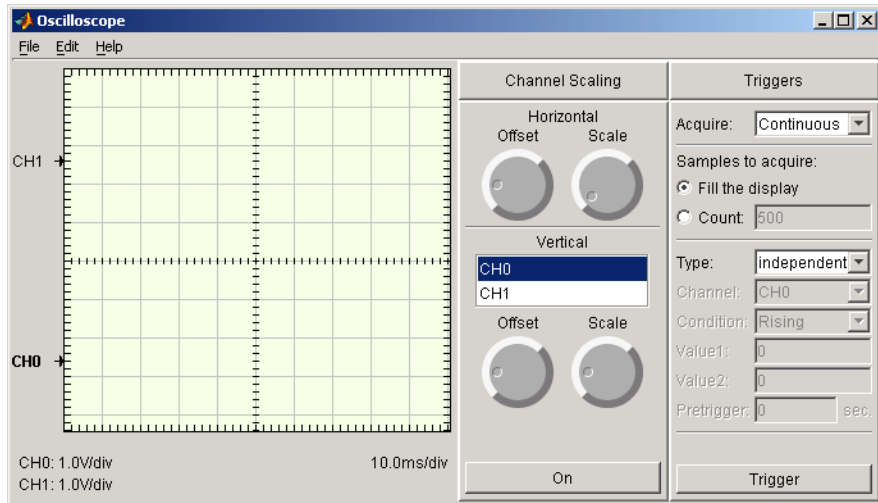 Oscilloscope
File Edit Help
CH1
CH0
CH0: 1.0V/div
10.0ms/div
CH1: 1.0V/div
Channel Scaling
Horizontal
Offset Scale
Vertical
CH0
CH1
Offset Scale
On
Triggers
Acquire: Continuous
Samples to acquire:
Fill the display
Count: 500
Type: independent
Channel: CH0
Condition: Rising
Value1: 0
Value2: 0
Pretrigger: 0 sec.
Trigger